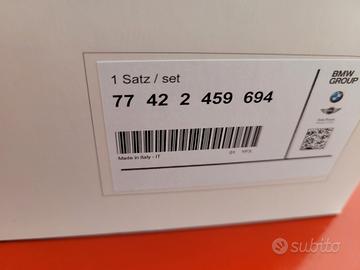 1 Satz / set
77 42 2 459 694
Made in Italy - IT
BMW
GROUP
subito